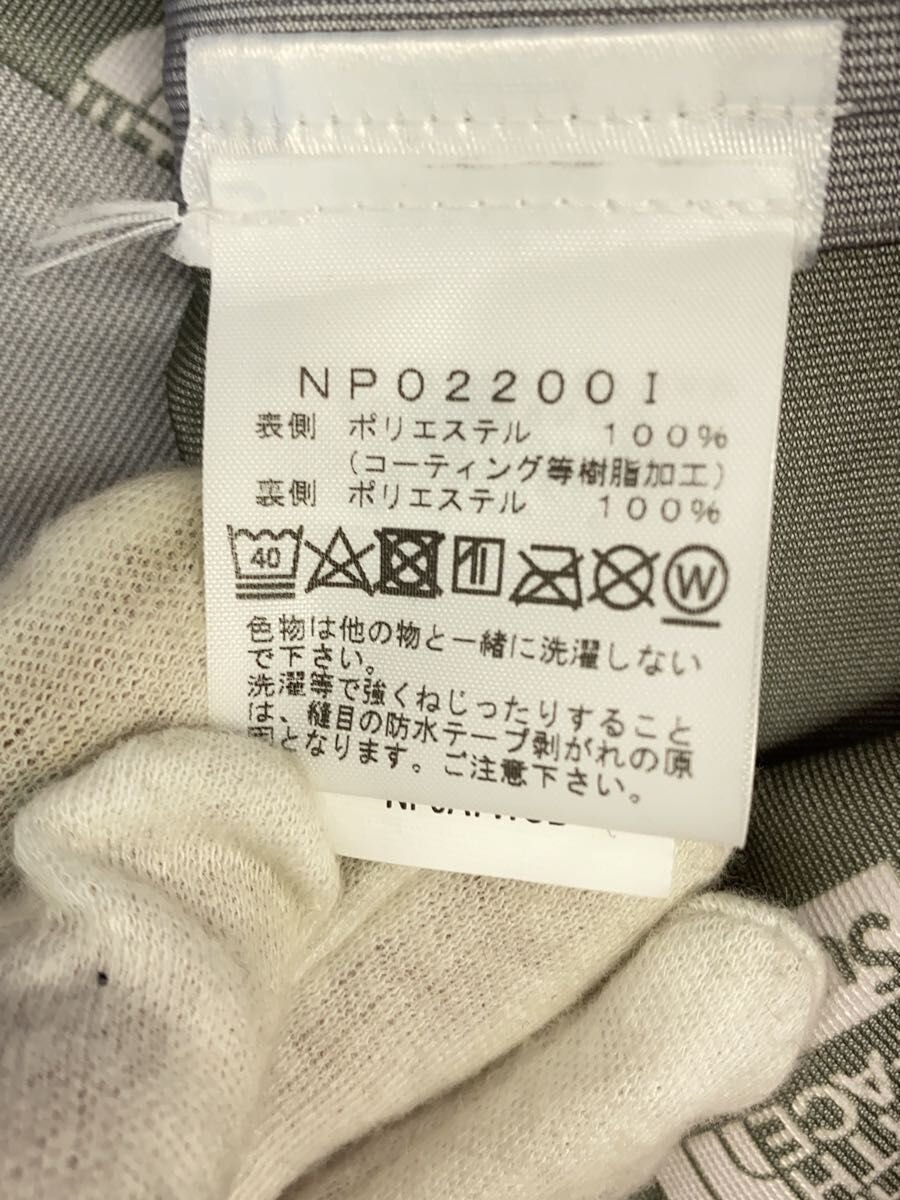 NP02200I
表側 ポリエステル 100%
(コーティング等樹脂加工)
裏側 ポリエステル 100%
40
W
色物は他の物と一緒に洗濯しない
で下さい。
洗濯等で強くねじったりすること
は、縫目の防水テープ剥がれの原
因となります。ご注意下さい。
FACE